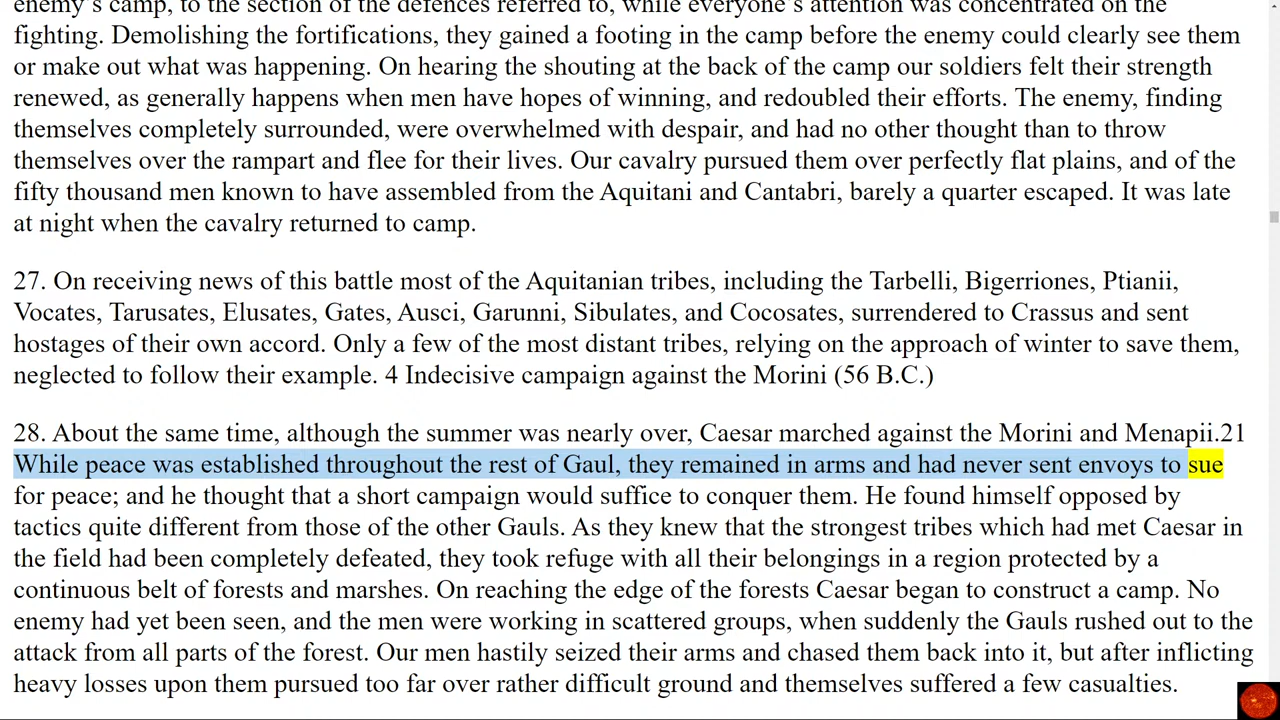 enemy's camp, to the section of the defences referred to, while everyone's attention was concentrated on the
fighting. Demolishing the fortifications, they gained a footing in the camp before the enemy could clearly see them
or make out what was happening. On hearing the shouting at the back of the camp our soldiers felt their strength
renewed, as generally happens when men have hopes of winning, and redoubled their efforts. The enemy, finding
themselves completely surrounded, were overwhelmed with despair, and had no other thought than to throw
themselves over the rampart and flee for their lives. Our cavalry pursued them over perfectly flat plains, and of the
fifty thousand men known to have assembled from the Aquitani and Cantabri, barely a quarter escaped. It was late
at night when the cavalry returned to camp.
27. On receiving news of this battle most of the Aquitanian tribes, including the Tarbelli, Bigerriones, Ptianii,
Vocates, Tarusates, Elusates, Gates, Ausci, Garunni, Sibulates, and Cocosates, surrendered to Crassus and sent
hostages of their own accord. Only a few of the most distant tribes, relying on the approach of winter to save them,
neglected to follow their example. 4 Indecisive campaign against the Morini (56 B.C.)
28. About the same time, although the summer was nearly over, Caesar marched against the Morini and Menapii.21
While peace was established throughout the rest of Gaul, they remained in arms and had never sent envoys to sue
for peace; and he thought that a short campaign would suffice to conquer them. He found himself opposed by
tactics quite different from those of the other Gauls. As they knew that the strongest tribes which had met Caesar in
the field had been completely defeated, they took refuge with all their belongings in a region protected by a
continuous belt of forests and marshes. On reaching the edge of the forests Caesar began to construct a camp. No
enemy had yet been seen, and the men were working in scattered groups, when suddenly the Gauls rushed out to the
attack from all parts of the forest. Our men hastily seized their arms and chased them back into it, but after inflicting
heavy losses upon them pursued too far over rather difficult ground and themselves suffered a few casualties.